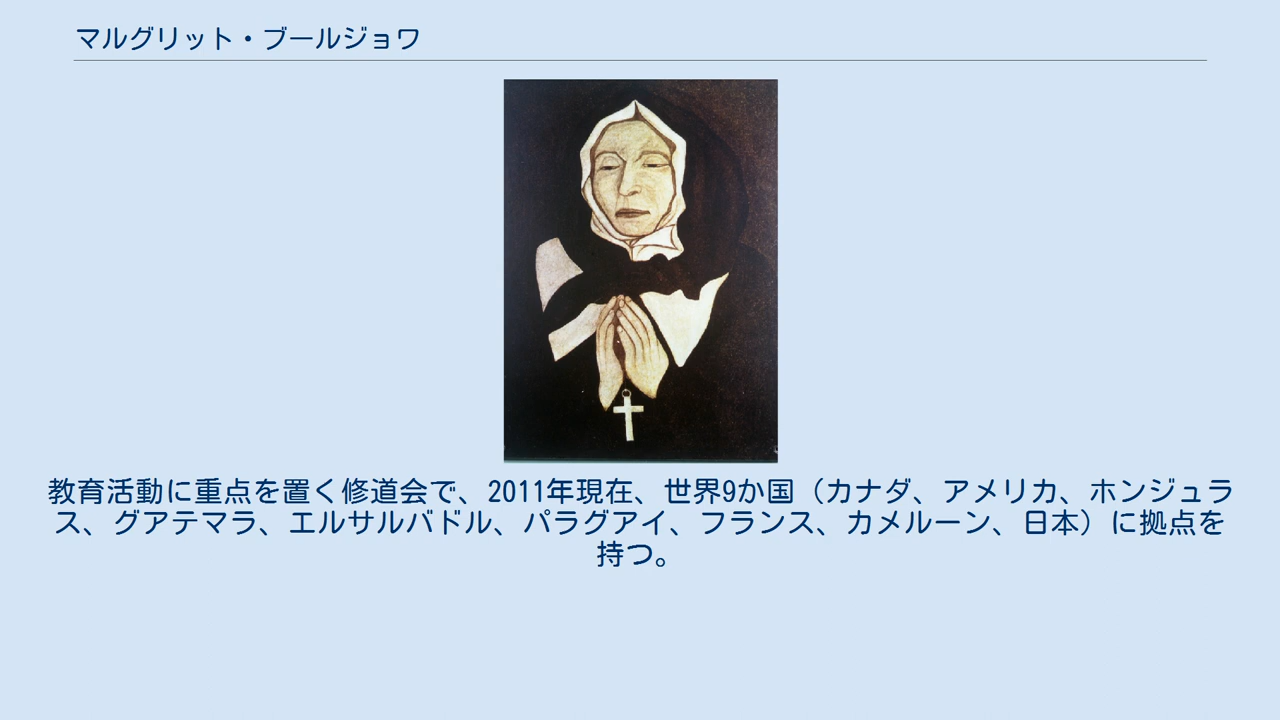 マルグリット・ブールジョワ
教育活動に重点を置く修道会で、2011年現在、世界9か国（カナダ、アメリカ、ホンジュラ
ス、グアテマラ、エルサルバドル、パラグアイ、フランス、カメルーン、日本）に拠点を
持つ。